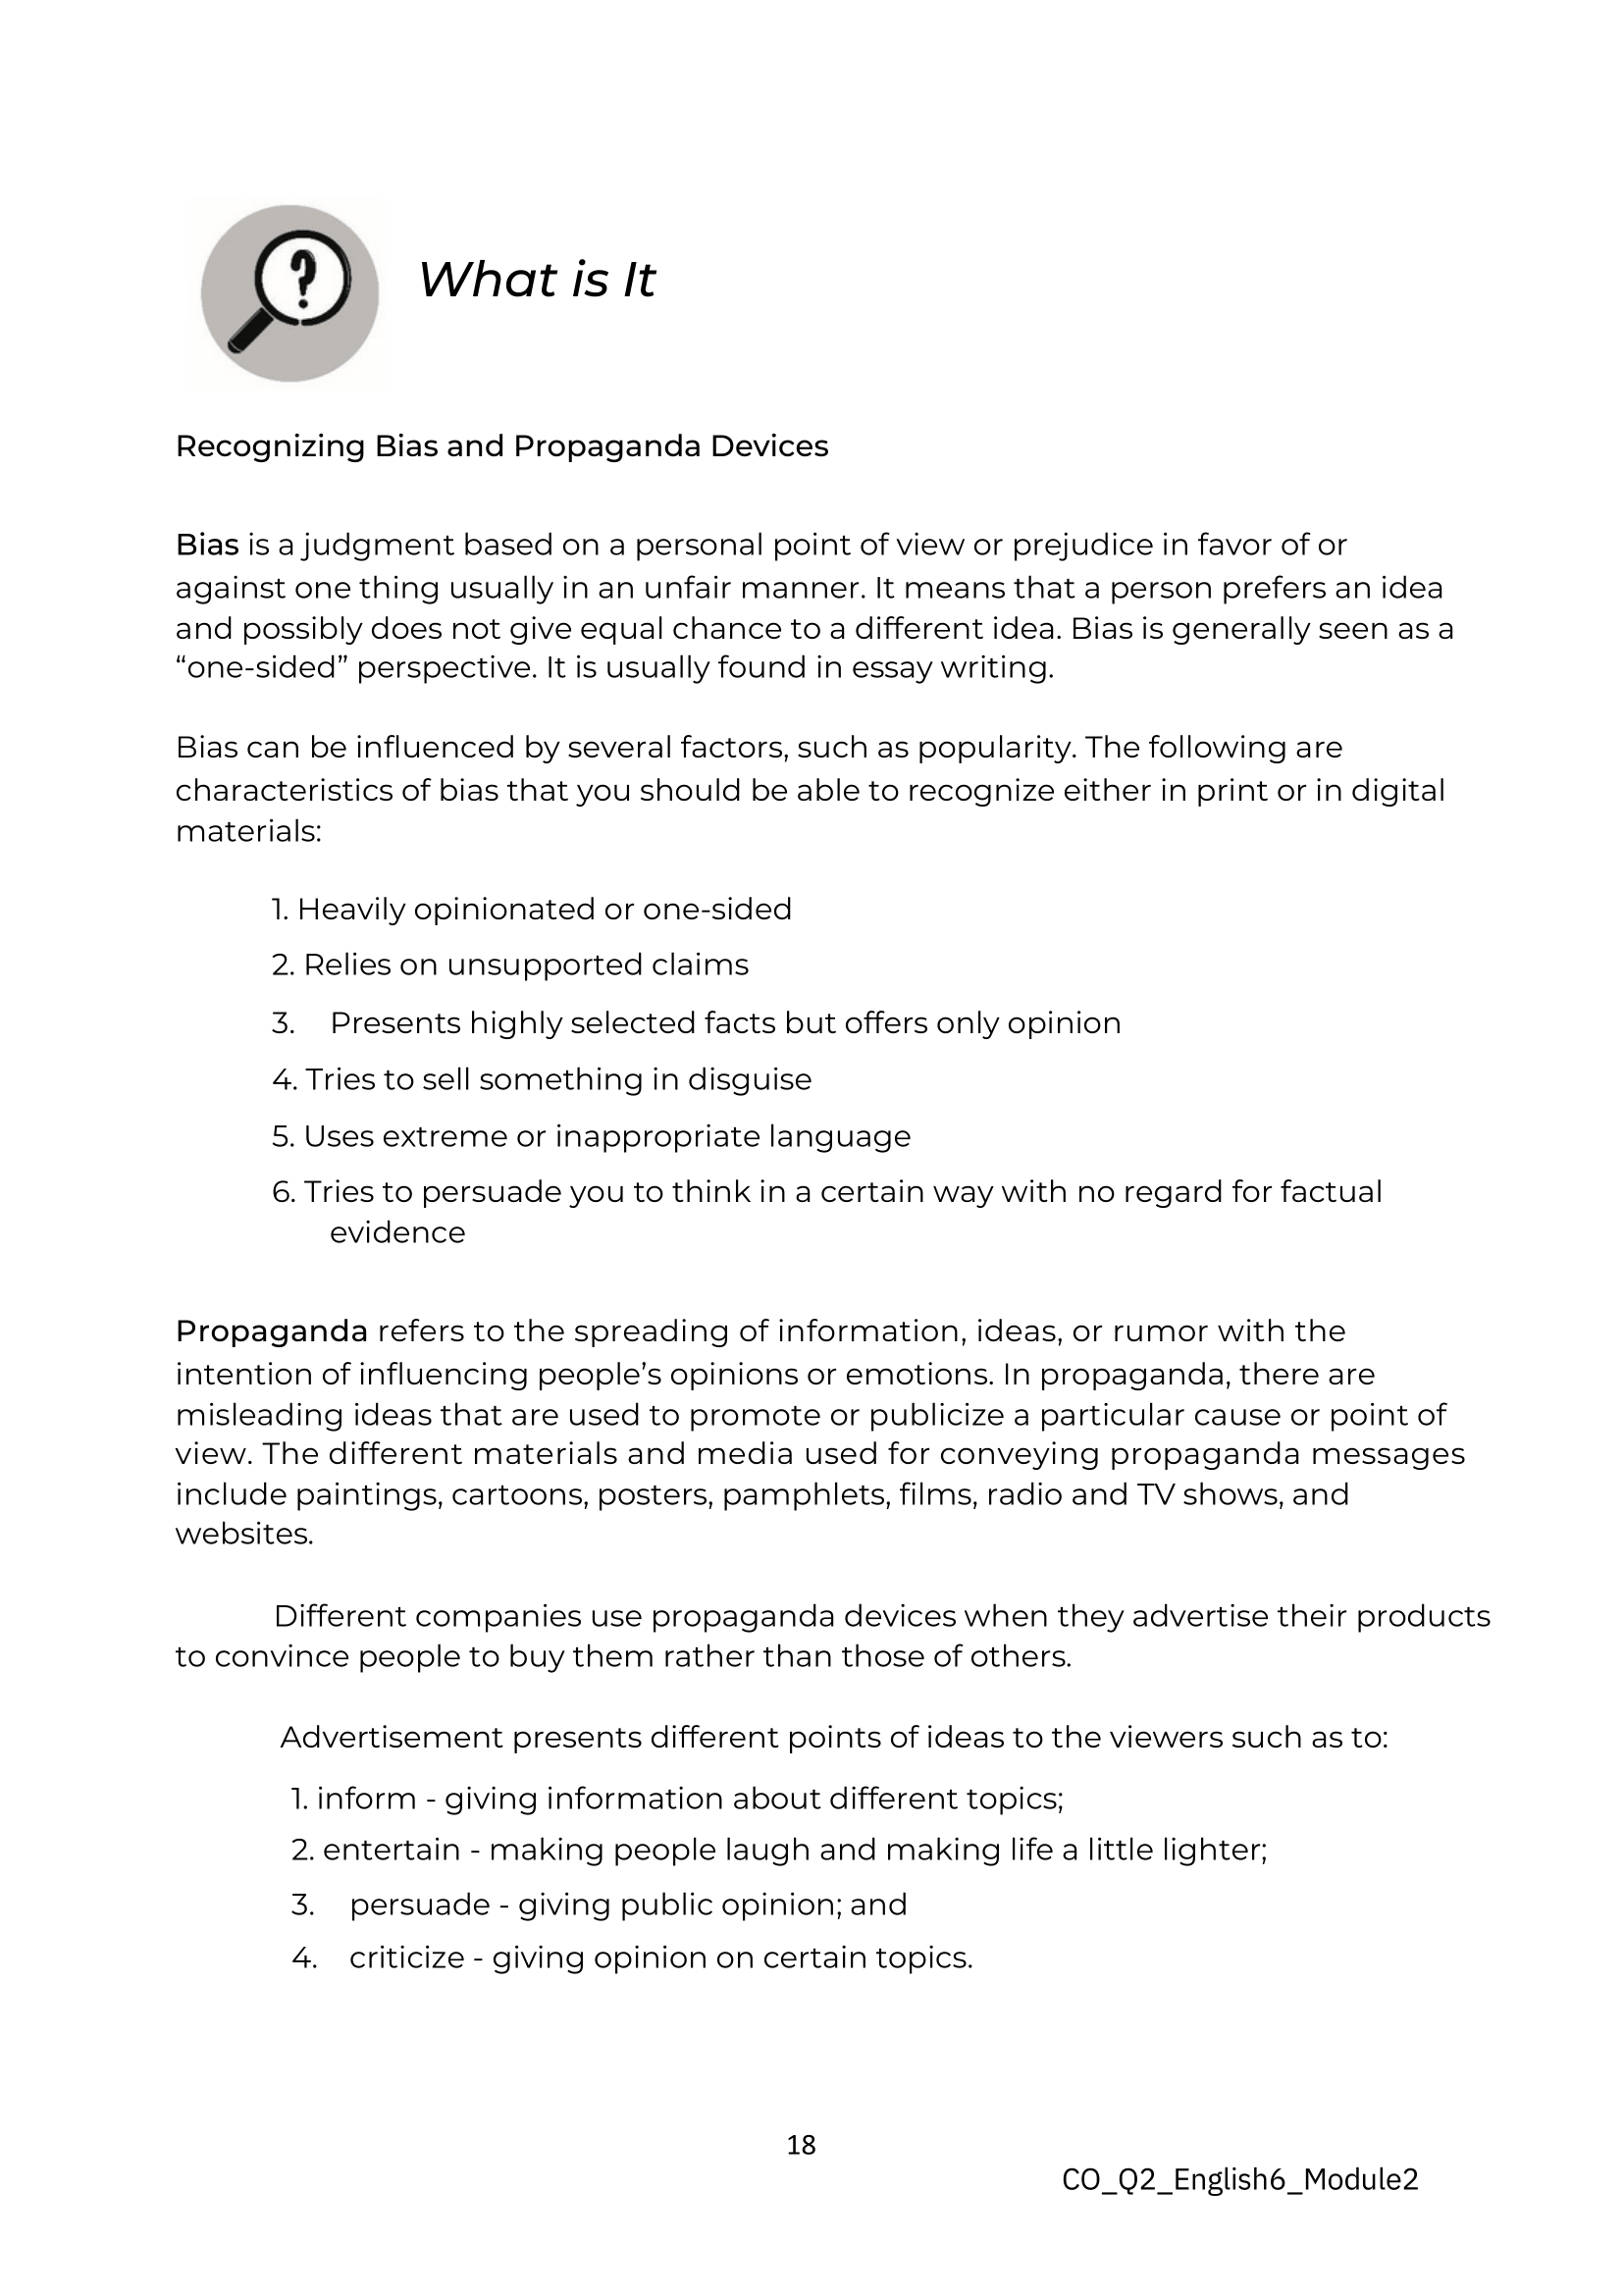 What is It
Recognizing Bias and Propaganda Devices
Bias is a judgment based on a personal point of view or prejudice in favor of or
against one thing usually in an unfair manner. It means that a person prefers an idea
and possibly does not give equal chance to a different idea. Bias is generally seen as a
“one-sided” perspective. It is usually found in essay writing.
Bias can be influenced by several factors, such as popularity. The following are
characteristics of bias that you should be able to recognize either in print or in digital
materials:
1. Heavily opinionated or one-sided
2. Relies on unsupported claims
3. Presents highly selected facts but offers only opinion
4. Tries to sell something in disguise
5. Uses extreme or inappropriate language
6. Tries to persuade you to think in a certain way with no regard for factual
evidence
Propaganda refers to the spreading of information, ideas, or rumor with the
intention of influencing people’s opinions or emotions. In propaganda, there are
misleading ideas that are used to promote or publicize a particular cause or point of
view. The different materials and media used for conveying propaganda messages
include paintings, cartoons, posters, pamphlets, films, radio and TV shows, and
websites.
Different companies use propaganda devices when they advertise their products
to convince people to buy them rather than those of others.
Advertisement presents different points of ideas to the viewers such as to:
1. inform - giving information about different topics;
2. entertain - making people laugh and making life a little lighter;
3. persuade - giving public opinion; and
4. criticize - giving opinion on certain topics.
18
CO_Q2_English6_Module2